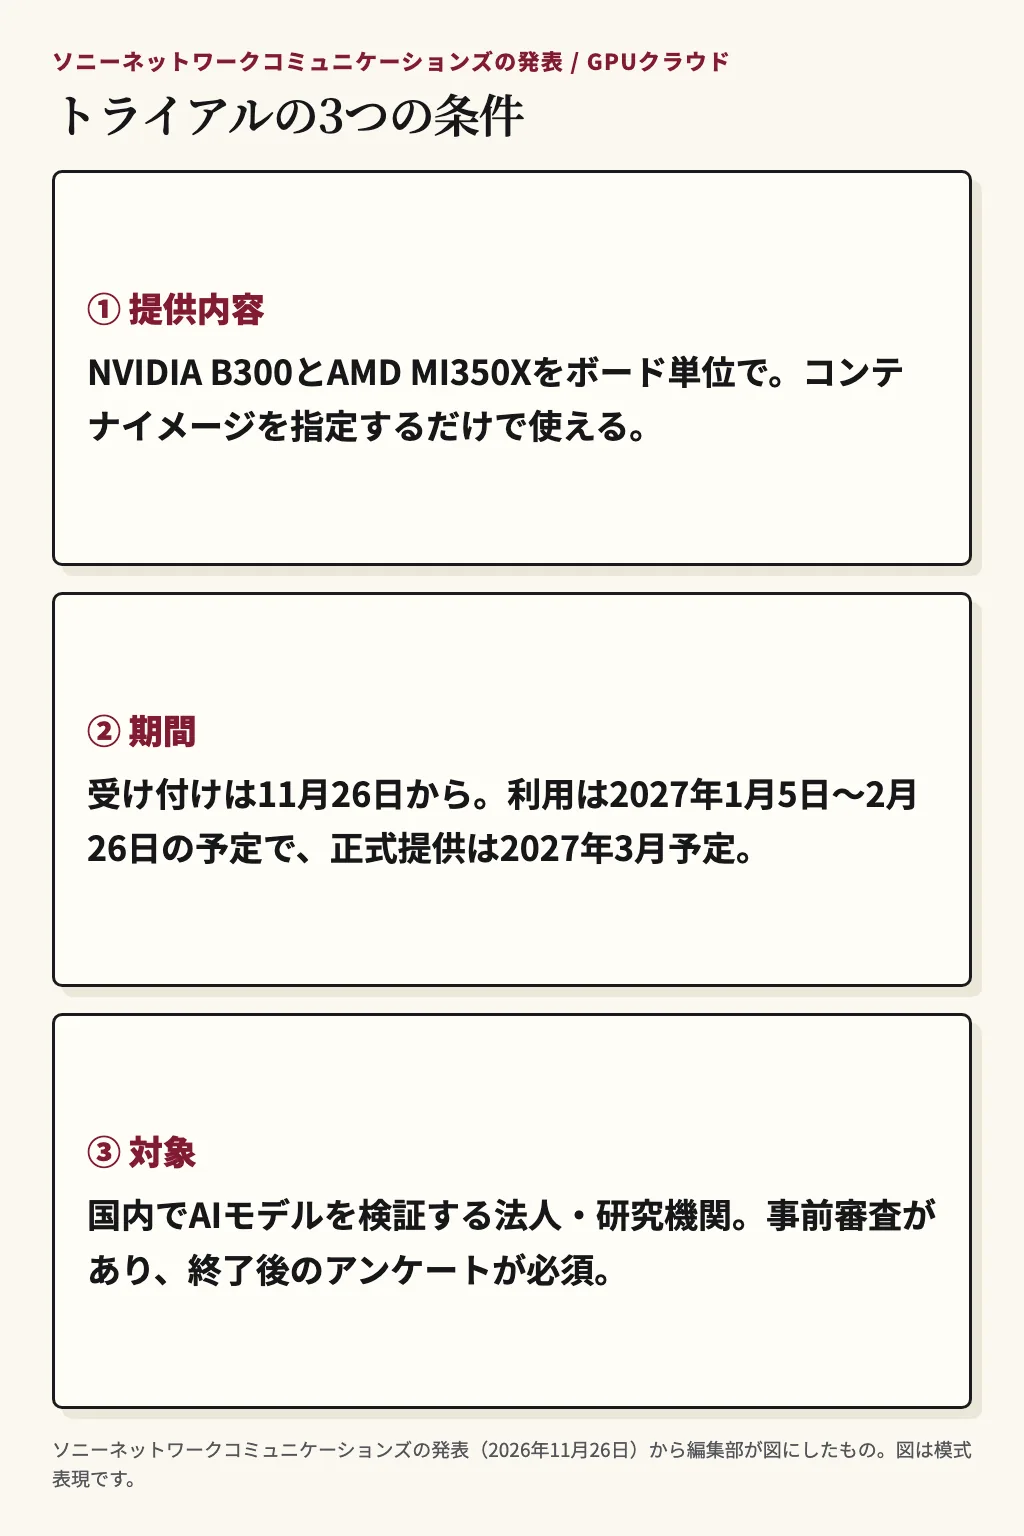 ソニーネットワークコミュニケーションズの発表 / GPUクラウド
トライアルの3つの条件
① 提供内容
NVIDIA B300とAMD MI350Xをボード単位で。コンテ
ナイメージを指定するだけで使える。
② 期間
受け付けは11月26日から。利用は2027年1月5日〜2月
26日の予定で、正式提供は2027年3月予定。
③ 対象
国内でAIモデルを検証する法人・研究機関。事前審査が
あり、終了後のアンケートが必須。
ソニーネットワークコミュニケーションズの発表（2026年11月26日）から編集部が図にしたもの。図は模式
表現です。